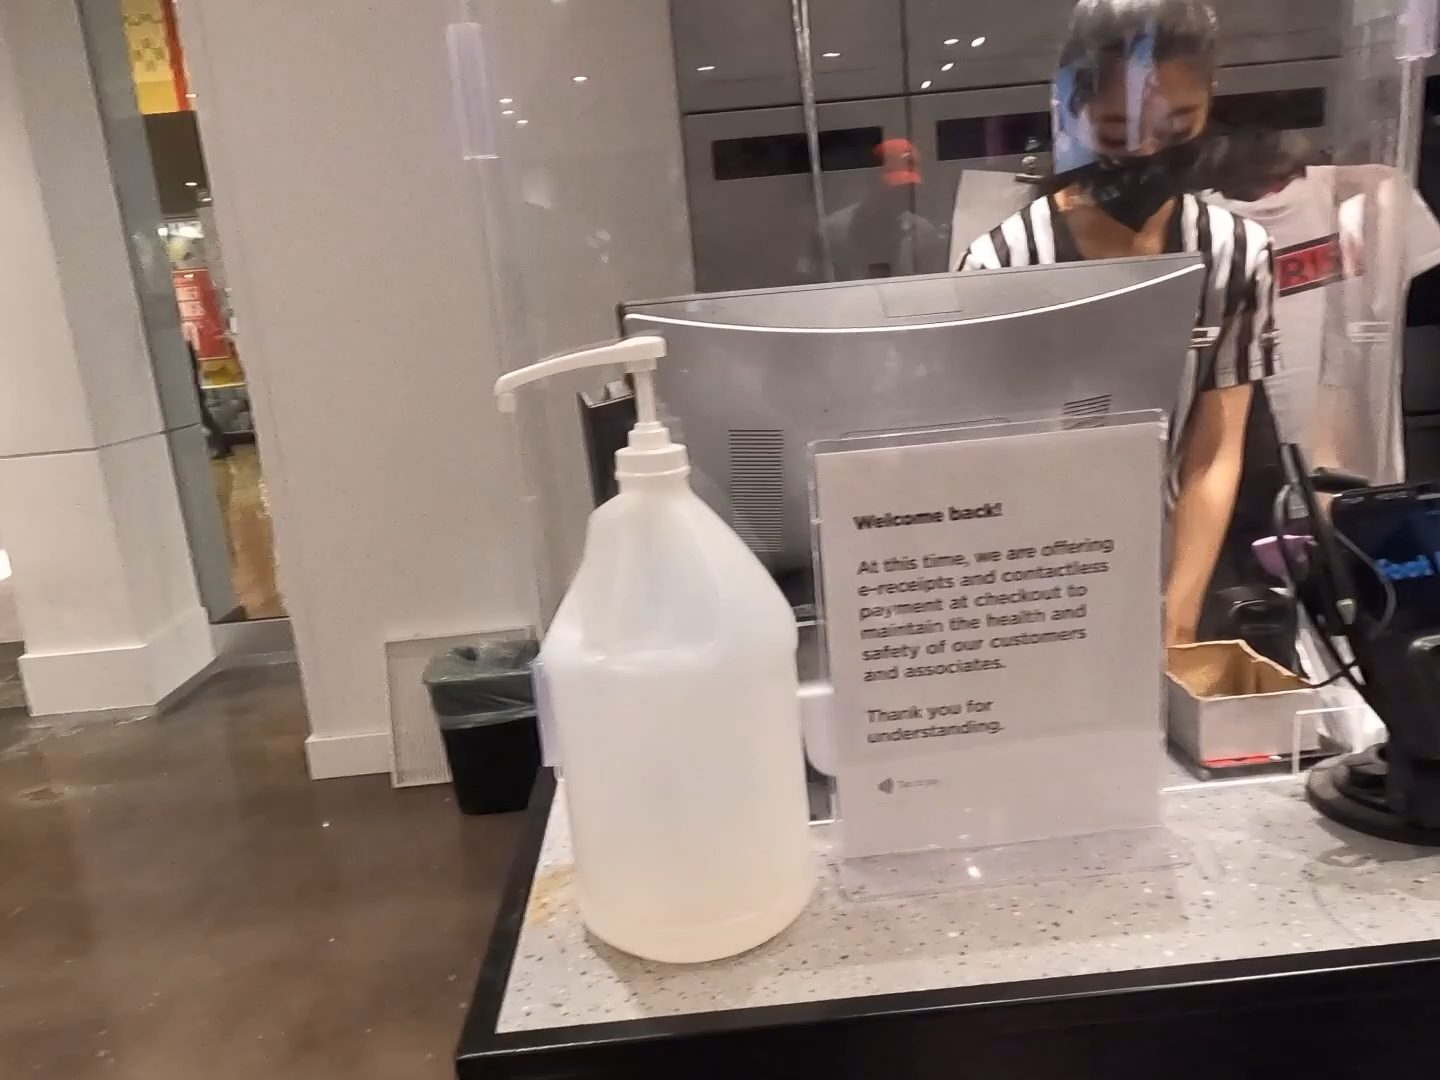 Welcome back!
At this time, we are offering
e-receipts and contactless
payment at checkout to
maintain the health and
safety of our customers
and associates.
Thank you for
understanding.